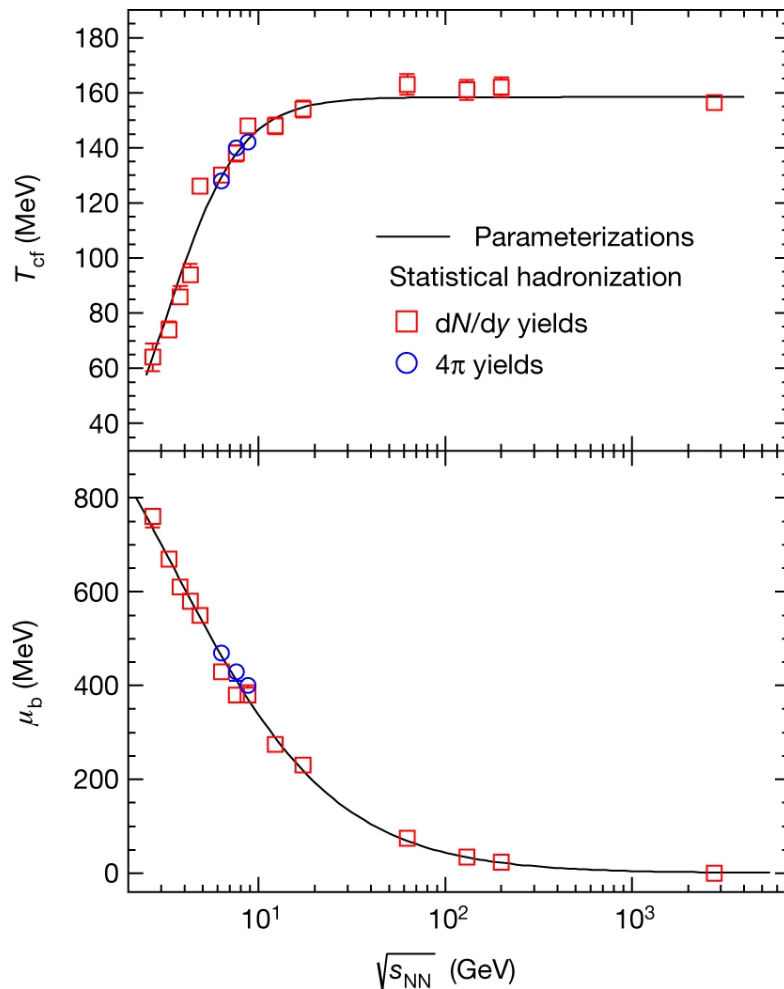 180
160
140
120
100
80
60
40
T_cf (MeV)
Parameterizations
Statistical hadronization
dN/dy yields
4π yields
800
600
400
200
0
μ_b (MeV)
10^1
10^2
10^3
√s_NN (GeV)